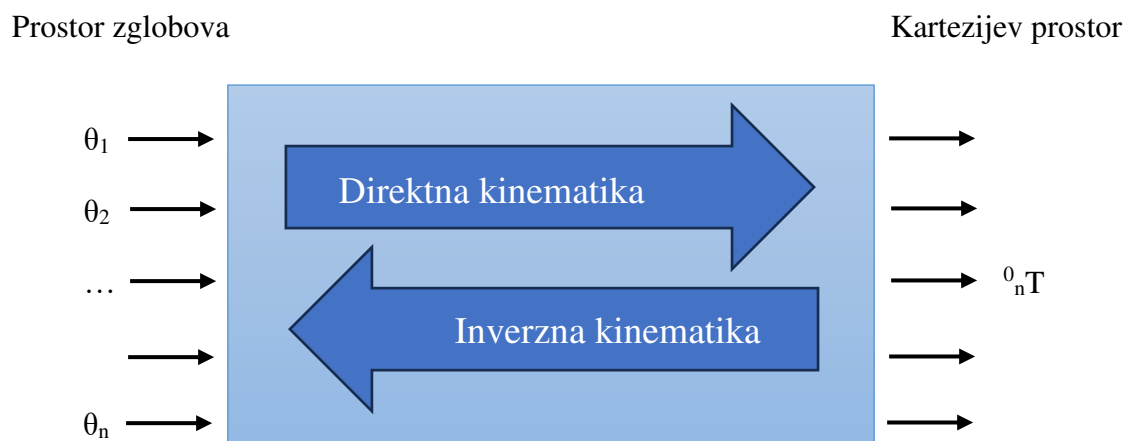 Prostor zglobova
Kartezijev prostor
θ₁
Direktna kinematika
θ₂
… ⁰ₙT
Inverzna kinematika
θₙ